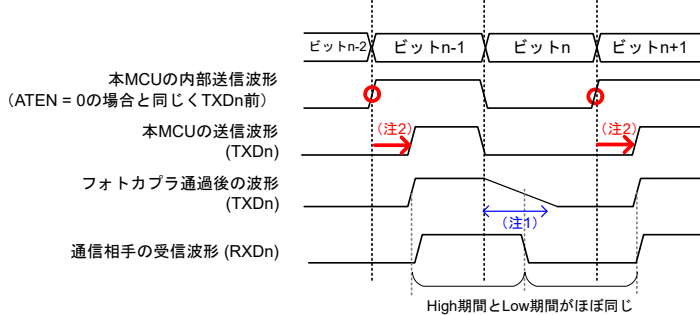 ビットn-2 ビットn-1 ビットn ビットn+1
本MCUの内部送信波形
（ATEN = 0の場合と同じくTXDn前）
本MCUの送信波形
(TXDn)
（注2） （注2）
フォトカプラ通過後の波形
(TXDn)
（注1）
通信相手の受信波形 (RXDn)
High期間とLow期間がほぼ同じ